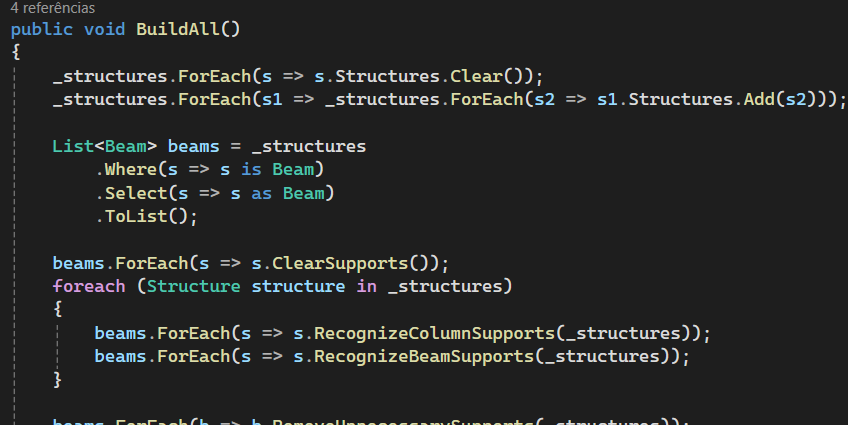 4 referências
public void BuildAll()
{
_structures.ForEach(s => s.Structures.Clear());
_structures.ForEach(s1 => _structures.ForEach(s2 => s1.Structures.Add(s2)));
List<Beam> beams = _structures
.Where(s => s is Beam)
.Select(s => s as Beam)
.ToList();
beams.ForEach(s => s.ClearSupports());
foreach (Structure structure in _structures)
{
beams.ForEach(s => s.RecognizeColumnSupports(_structures));
beams.ForEach(s => s.RecognizeBeamSupports(_structures));
}
beams.ForEach(b => b.RemoveUnnecessarySupports(_structures));